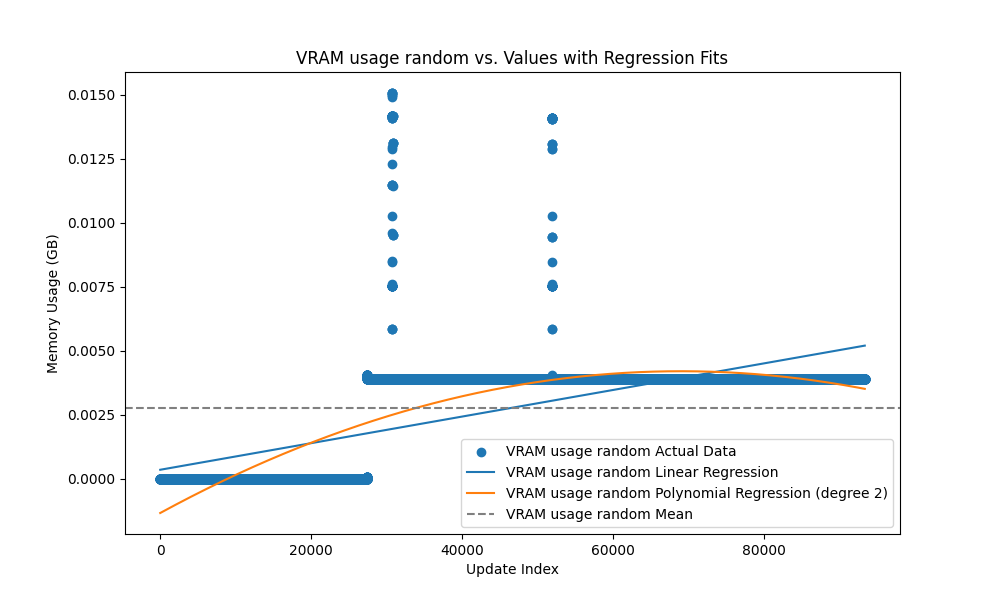 VRAM usage random vs. Values with Regression Fits
Memory Usage (GB)
0.0150
0.0125
0.0100
0.0075
0.0050
0.0025
0.0000
VRAM usage random Actual Data
VRAM usage random Linear Regression
VRAM usage random Polynomial Regression (degree 2)
VRAM usage random Mean
0 20000 40000 60000 80000
Update Index